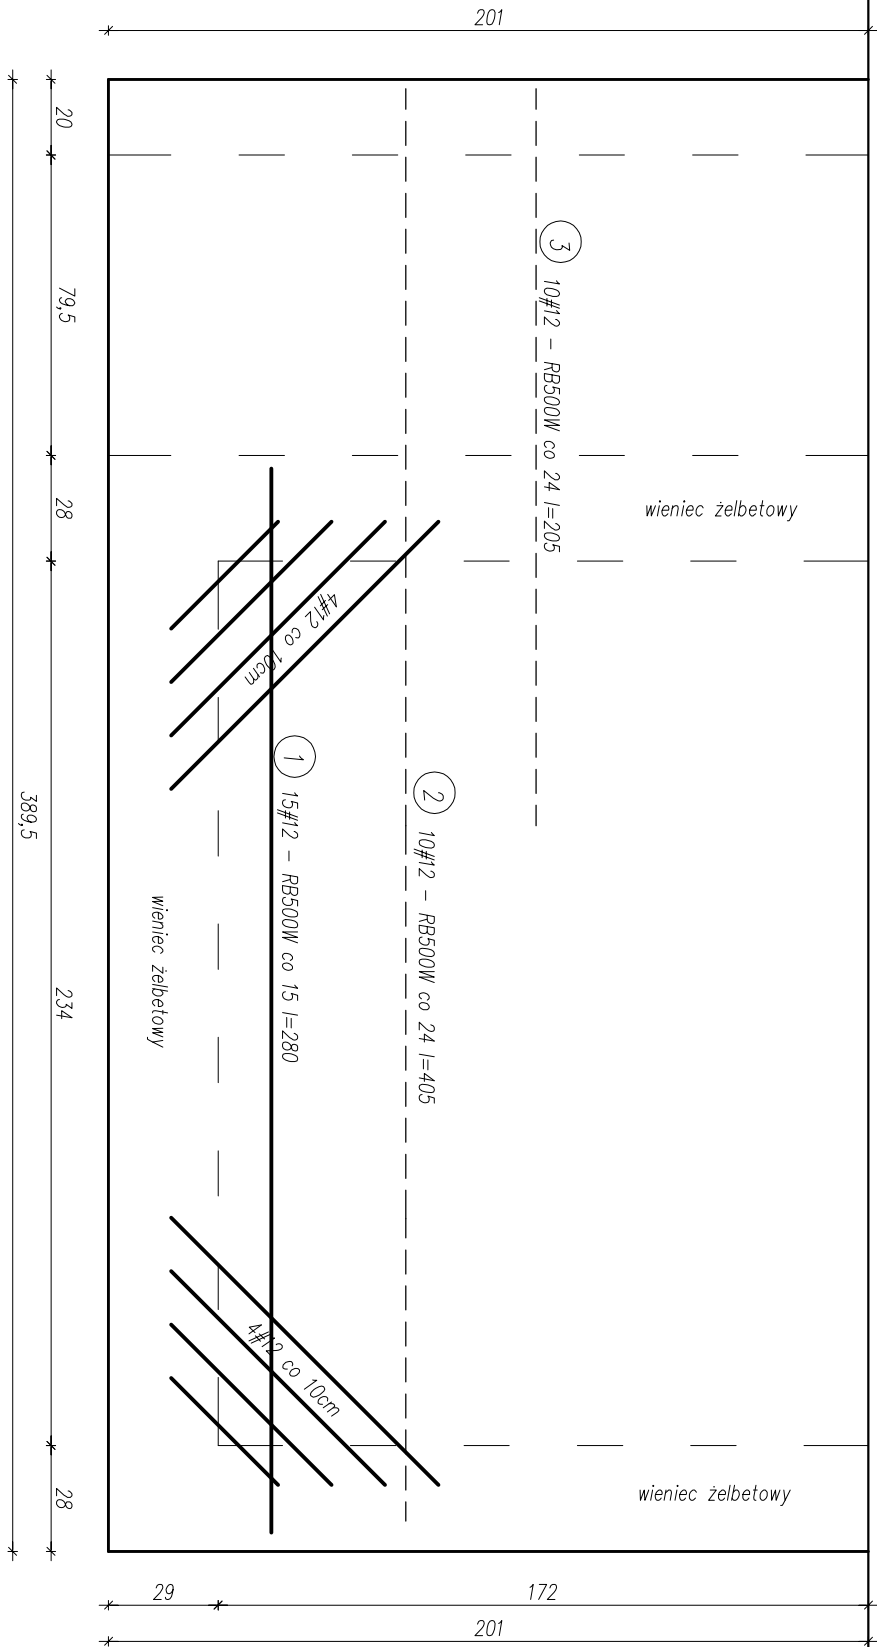 201
20
79,5
28
234
28
389,5
3
10#12 - RB500W co 24 l=205
wieniec żelbetowy
4#12 co 10cm
1
15#12 - RB500W co 15 l=280
2
10#12 - RB500W co 24 l=405
wieniec żelbetowy
4#12 co 10cm
wieniec żelbetowy
29
172
201